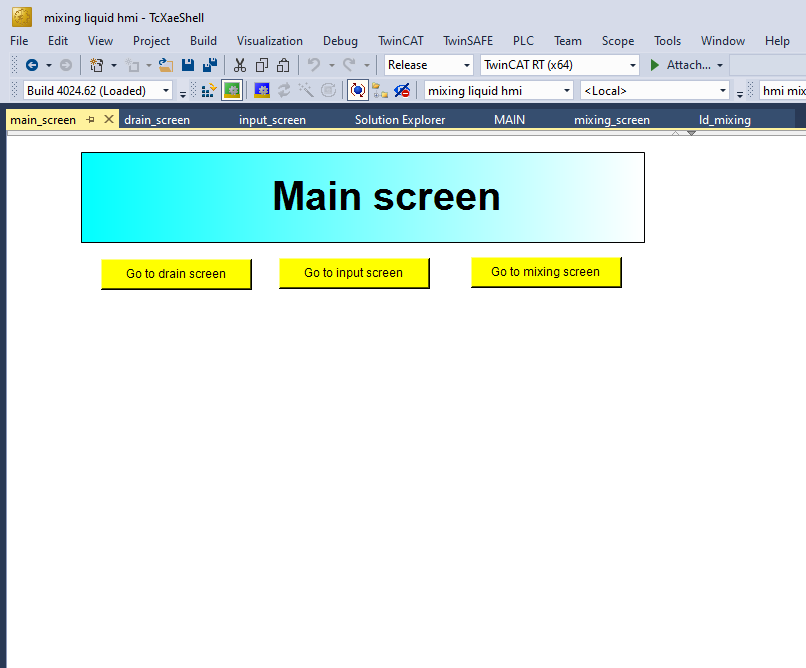 mixing liquid hmi - TcXaeShell
File Edit View Project Build Visualization Debug TwinCAT TwinSAFE PLC Team Scope Tools Window Help
Release TwinCAT RT (x64) Attach...
Build 4024.62 (Loaded) mixing liquid hmi <Local> hmi mix
main_screen drain_screen input_screen Solution Explorer MAIN mixing_screen ld_mixing
Main screen
Go to drain screen Go to input screen Go to mixing screen